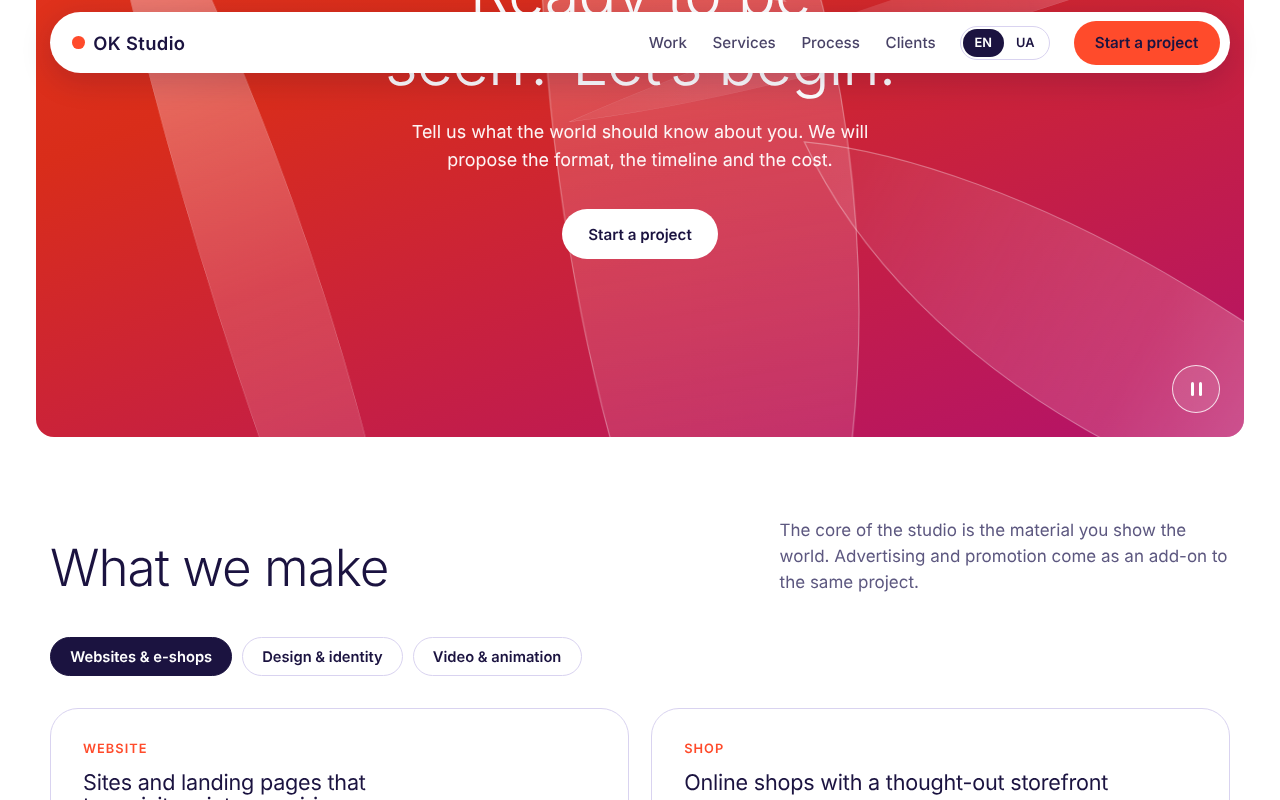 Ready to be
OK Studio
Work
Services
Process
Clients
EN
UA
Start a project
seen? Let's begin.
Tell us what the world should know about you. We will
propose the format, the timeline and the cost.
Start a project
What we make
The core of the studio is the material you show the
world. Advertising and promotion come as an add-on to
the same project.
Websites & e-shops
Design & identity
Video & animation
WEBSITE
Sites and landing pages that
SHOP
Online shops with a thought-out storefront